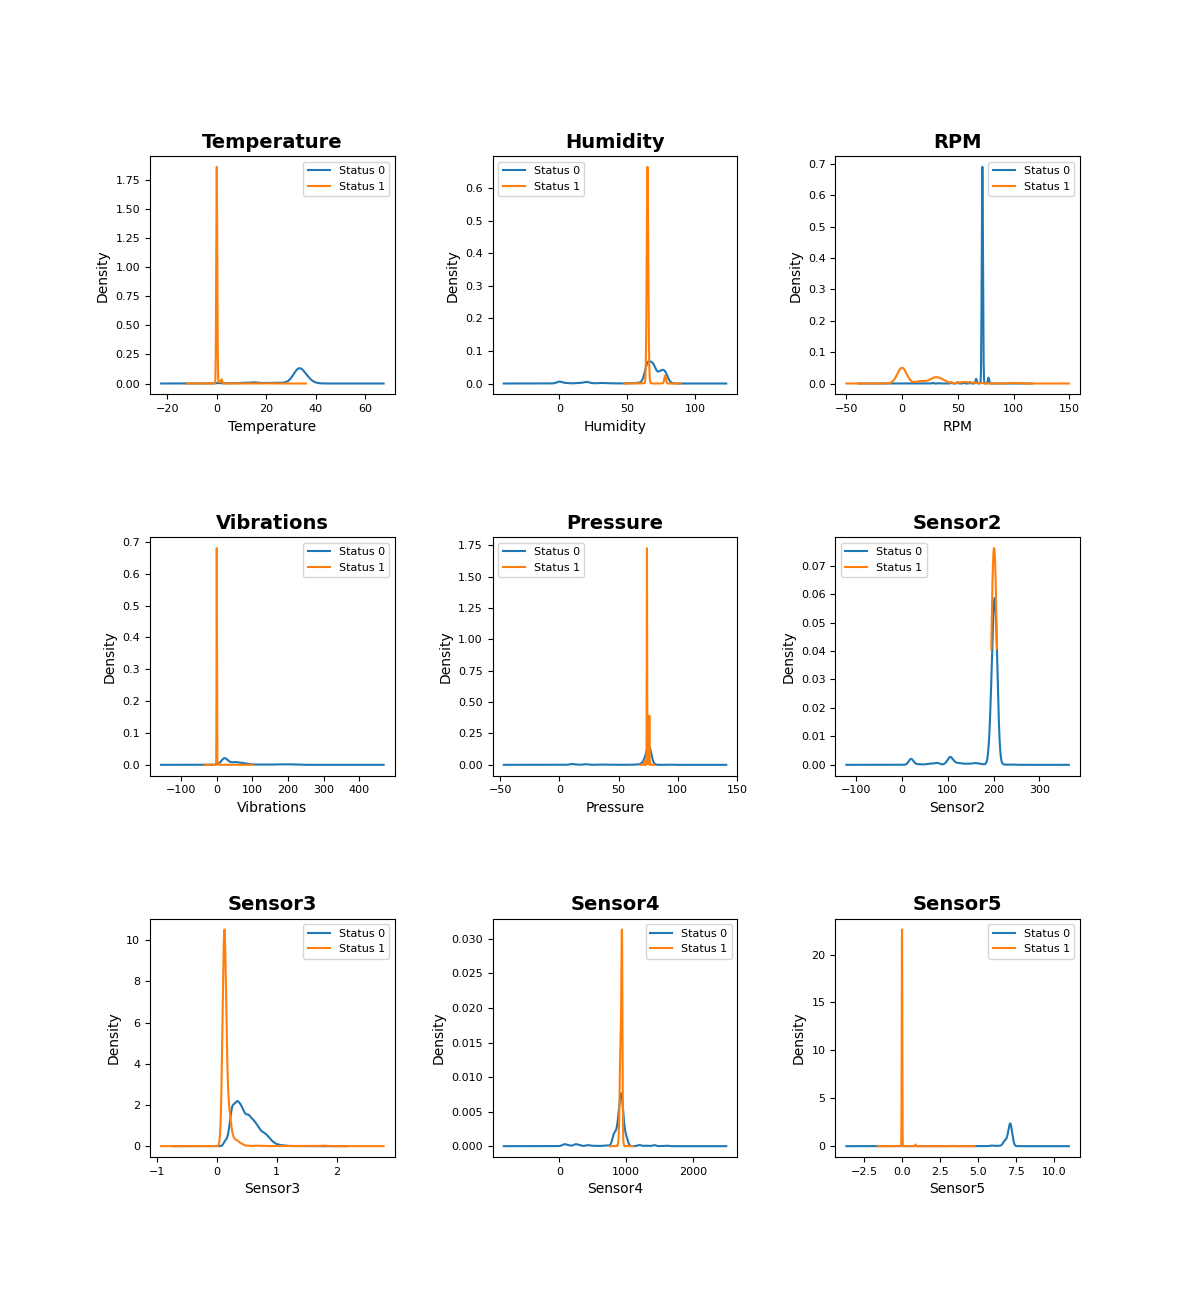 Temperature
Humidity
RPM
Status 0
Status 1
Status 0
Status 1
Status 0
Status 1
1.75
1.50
1.25
1.00
0.75
0.50
0.25
0.00
Density
−20
0
20
40
60
Temperature
0.6
0.5
0.4
0.3
0.2
0.1
0.0
Density
0
50
100
Humidity
0.7
0.6
0.5
0.4
0.3
0.2
0.1
0.0
Density
−50
0
50
100
150
RPM
Vibrations
Pressure
Sensor2
Status 0
Status 1
Status 0
Status 1
Status 0
Status 1
0.7
0.6
0.5
0.4
0.3
0.2
0.1
0.0
Density
−100
0
100
200
300
400
Vibrations
1.75
1.50
1.25
1.00
0.75
0.50
0.25
0.00
Density
−50
0
50
100
150
Pressure
0.07
0.06
0.05
0.04
0.03
0.02
0.01
0.00
Density
−100
0
100
200
300
Sensor2
Sensor3
Sensor4
Sensor5
Status 0
Status 1
Status 0
Status 1
Status 0
Status 1
10
8
6
4
2
0
Density
−1
0
1
2
Sensor3
0.030
0.025
0.020
0.015
0.010
0.005
0.000
Density
0
1000
2000
Sensor4
20
15
10
5
0
Density
−2.5
0.0
2.5
5.0
7.5
10.0
Sensor5